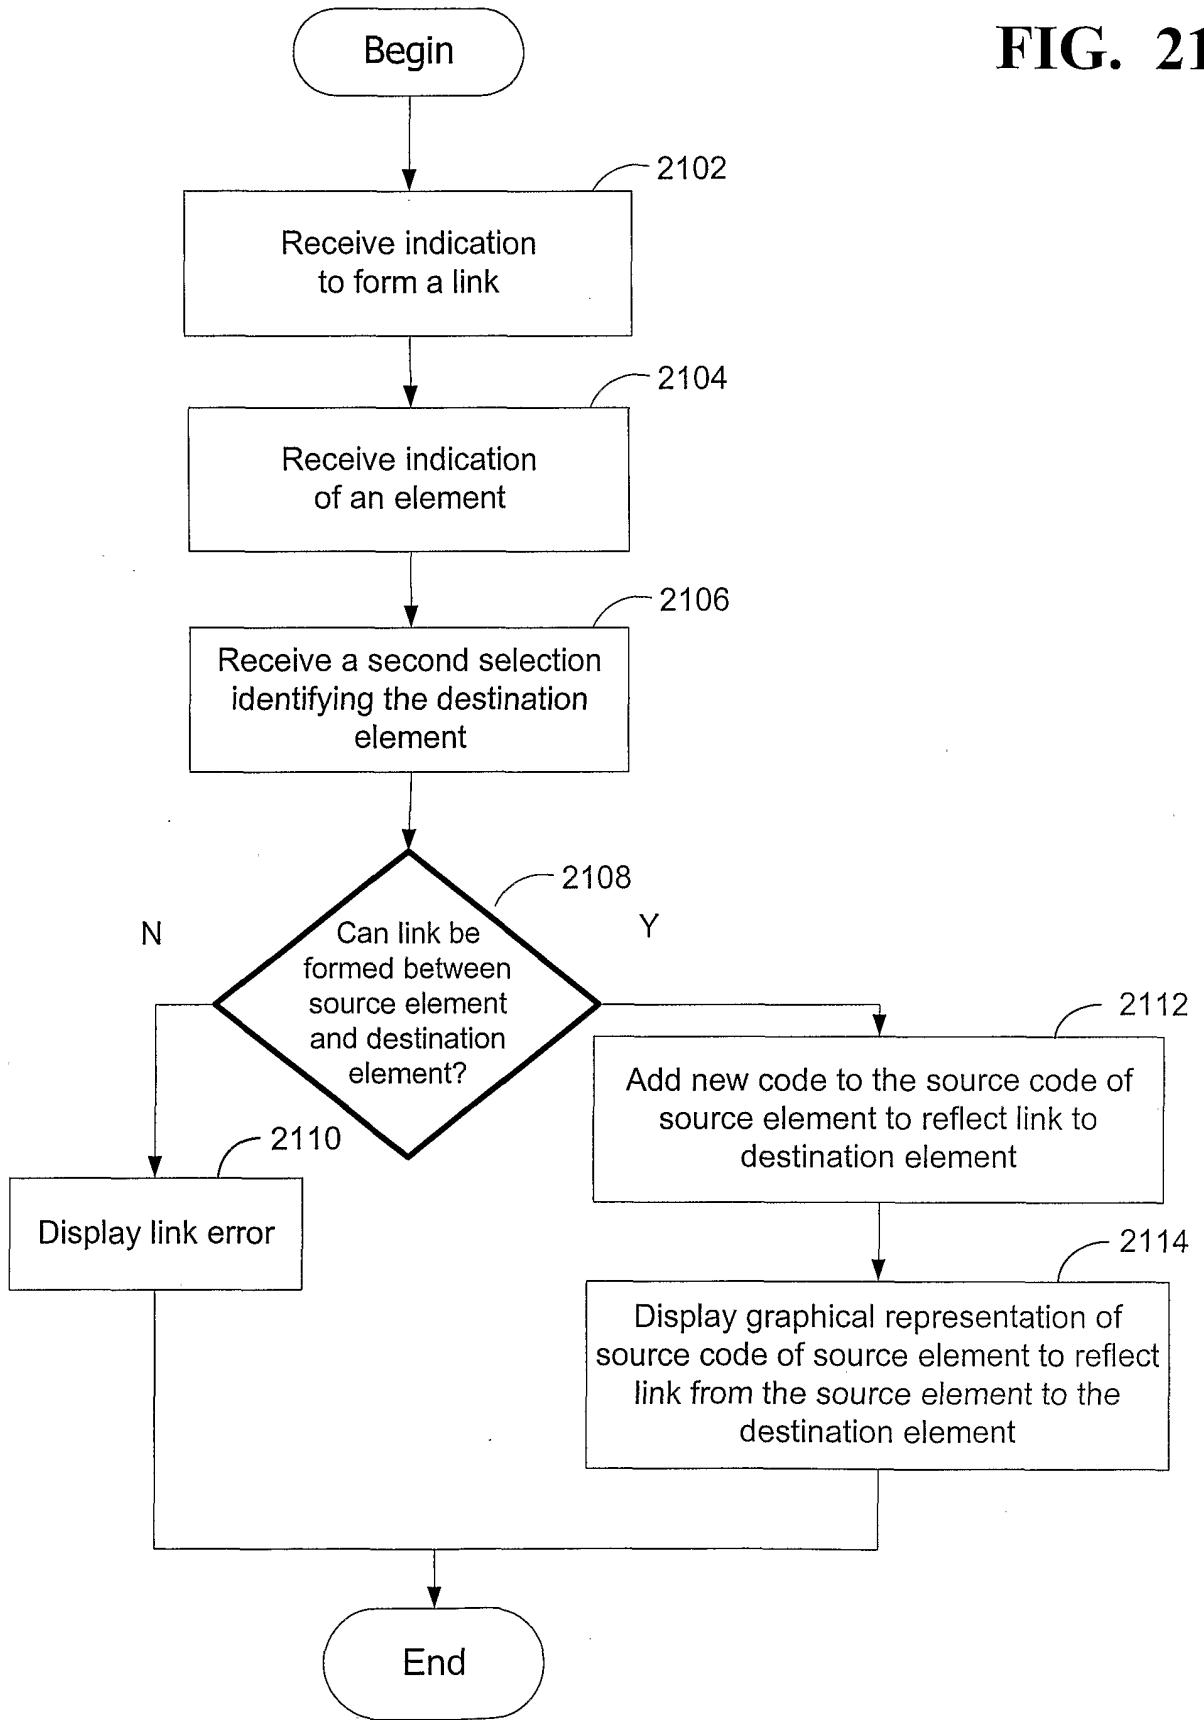 FIG. 21
Begin
2102
Receive indication
to form a link
2104
Receive indication
of an element
2106
Receive a second selection
identifying the destination
element
2108
N
Y
Can link be
formed between
source element
and destination
element?
2112
Add new code to the source code of
source element to reflect link to
destination element
2110
Display link error
2114
Display graphical representation of
source code of source element to reflect
link from the source element to the
destination element
End